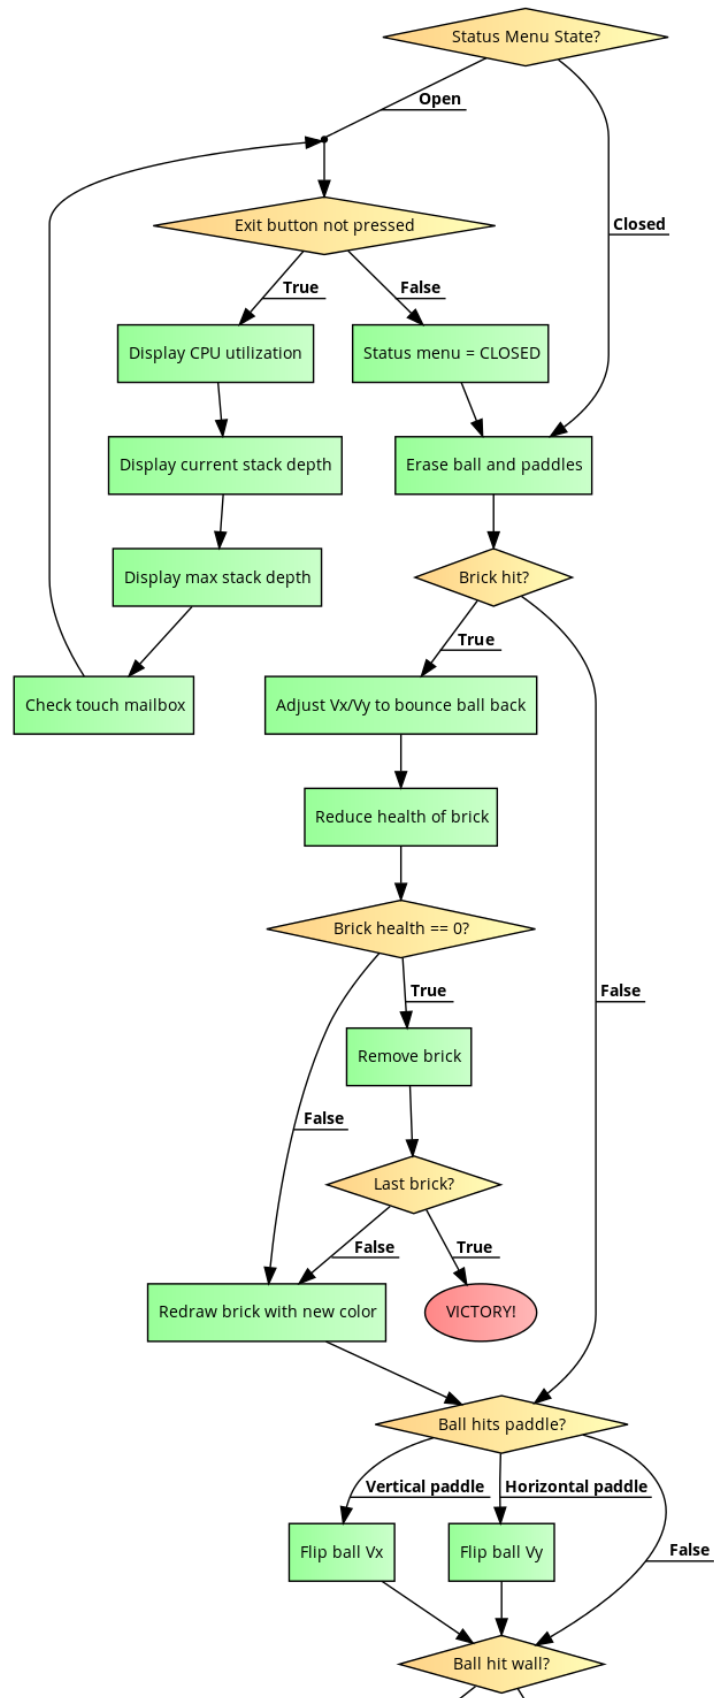 Status Menu State?
Open
Closed
Exit button not pressed
True
False
Display CPU utilization
Status menu = CLOSED
Display current stack depth
Erase ball and paddles
Display max stack depth
Brick hit?
True
Check touch mailbox
Adjust Vx/Vy to bounce ball back
Reduce health of brick
Brick health == 0?
True
False
Remove brick
False
Last brick?
False
True
Redraw brick with new color
VICTORY!
Ball hits paddle?
Vertical paddle
Horizontal paddle
Flip ball Vx
Flip ball Vy
False
Ball hit wall?